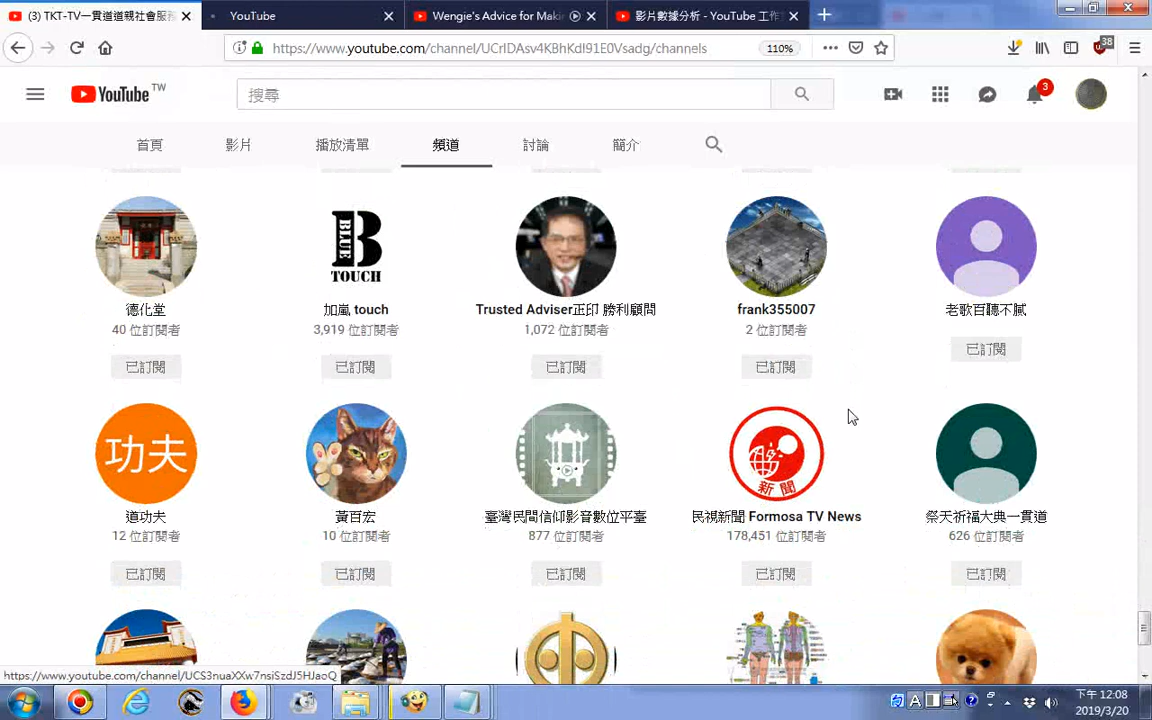 (3) TKT-TV一貫道道親社會服務
YouTube
Wengie's Advice for Maki
影片數據分析 - YouTube 工作
https://www.youtube.com/channel/UCrIDAsv4KBhKdI91E0Vsadg/channels
110%
38
YouTube TW
搜尋
3
首頁
影片
播放清單
頻道
討論
簡介
BLUE B TOUCH
德化堂
加嵐 touch
Trusted Adviser正印 勝利顧問
frank355007
老歌百聽不膩
40 位訂閱者
3,919 位訂閱者
1,072 位訂閱者
2 位訂閱者
已訂閱
已訂閱
已訂閱
已訂閱
已訂閱
功夫
新聞
道功夫
黃百宏
臺灣民間信仰影音數位平臺
民視新聞 Formosa TV News
祭天祈福大典一貫道
12 位訂閱者
10 位訂閱者
877 位訂閱者
178,451 位訂閱者
626 位訂閱者
已訂閱
已訂閱
已訂閱
已訂閱
已訂閱
https://www.youtube.com/channel/UCS3nuaXXw7nsiSzdJ5HJaoQ
下午 12:08
2019/3/20